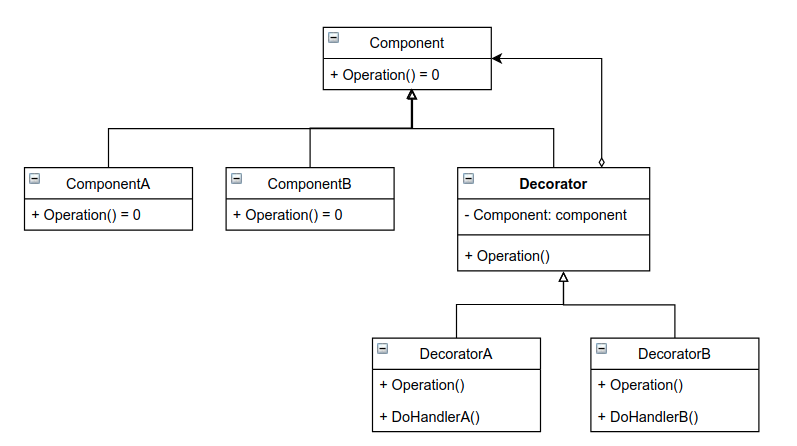 Component
+ Operation() = 0
ComponentA
+ Operation() = 0
ComponentB
+ Operation() = 0
Decorator
- Component: component
+ Operation()
DecoratorA
+ Operation()
+ DoHandlerA()
DecoratorB
+ Operation()
+ DoHandlerB()